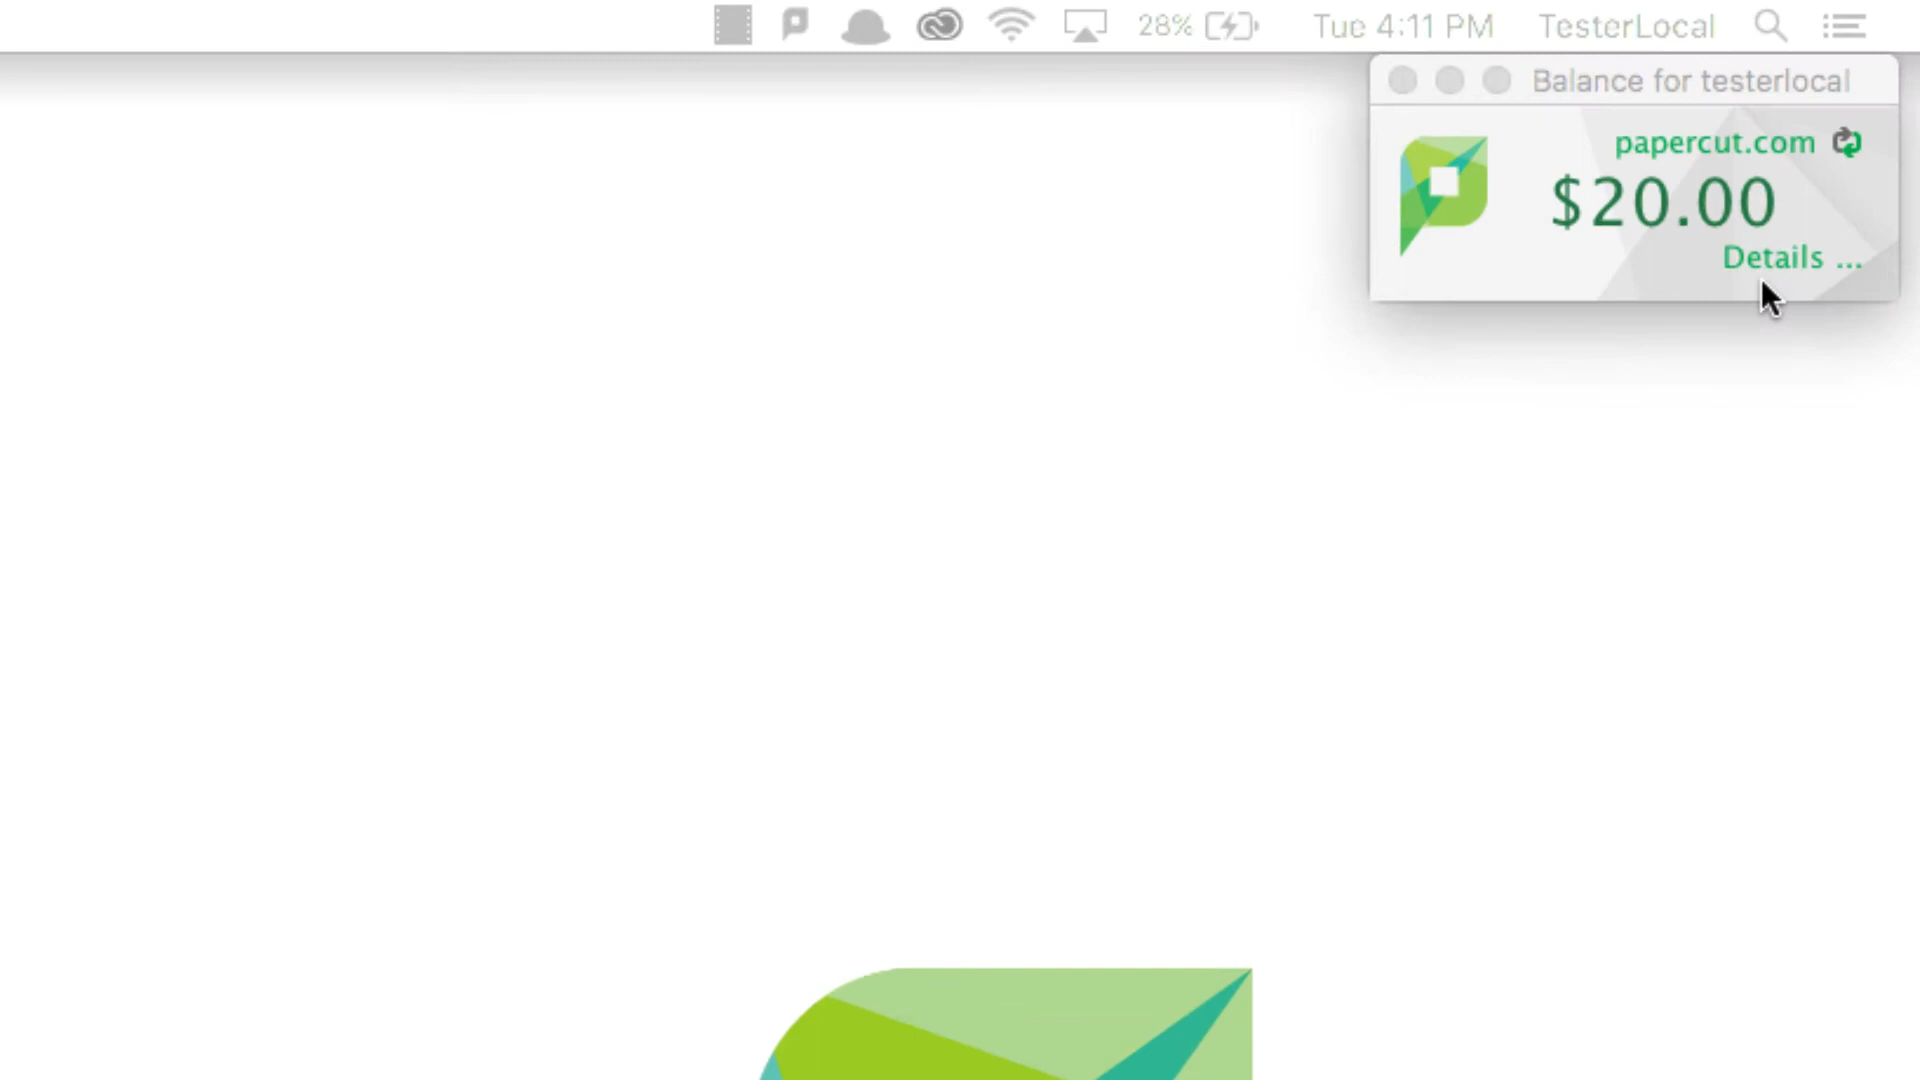 28% Tue 4:11 PM TesterLocal
Balance for testerlocal
papercut.com
$20.00
Details ...